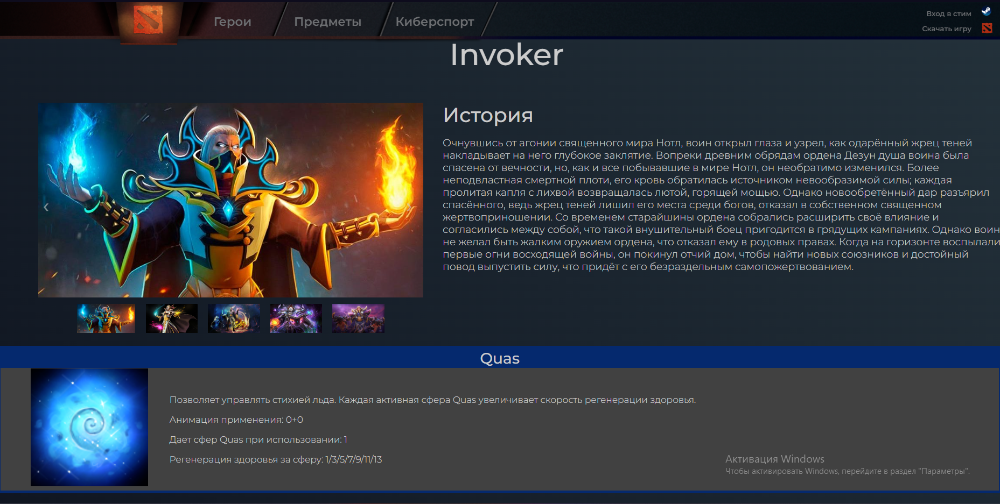 Герои
Предметы
Киберспорт
Вход в стим
Скачать игру
Invoker
История
Очнувшись от агонии священного мира Нотл, воин открыл глаза и узрел, как одарённый жрец теней
накладывает на него глубокое заклятие. Вопреки древним обрядам ордена Дезун душа воина была
спасена от вечности, но, как и все побывавшие в мире Нотл, он необратимо изменился. Более
неподвластная смертной плоти, его кровь обратилась источником невообразимой силы; каждая
пролитая капля с лихвой возвращалась лютой, горящей мощью. Однако новообретённый дар разъярил
спасённого, ведь жрец теней лишил его места среди богов, отказал в собственном священном
жертвоприношении. Со временем старайшины ордена собрались расширить своё влияние и
согласились между собой, что такой внушительный боец пригодится в грядущих кампаниях. Однако воин
не желал быть жалким оружием ордена, что отказал ему в родовых правах. Когда на горизонте воспылали
первые огни восходящей войны, он покинул отчий дом, чтобы найти новых союзников и достойный
повод выпустить силу, что придёт с его безраздельным самопожертвованием.
Quas
Позволяет управлять стихией льда. Каждая активная сфера Quas увеличивает скорость регенерации здоровья.
Анимация применения: 0+0
Дает сфер Quas при использовании: 1
Регенерация здоровья за сферу: 1/3/5/7/9/11/13
Активация Windows
Чтобы активировать Windows, перейдите в раздел "Параметры".